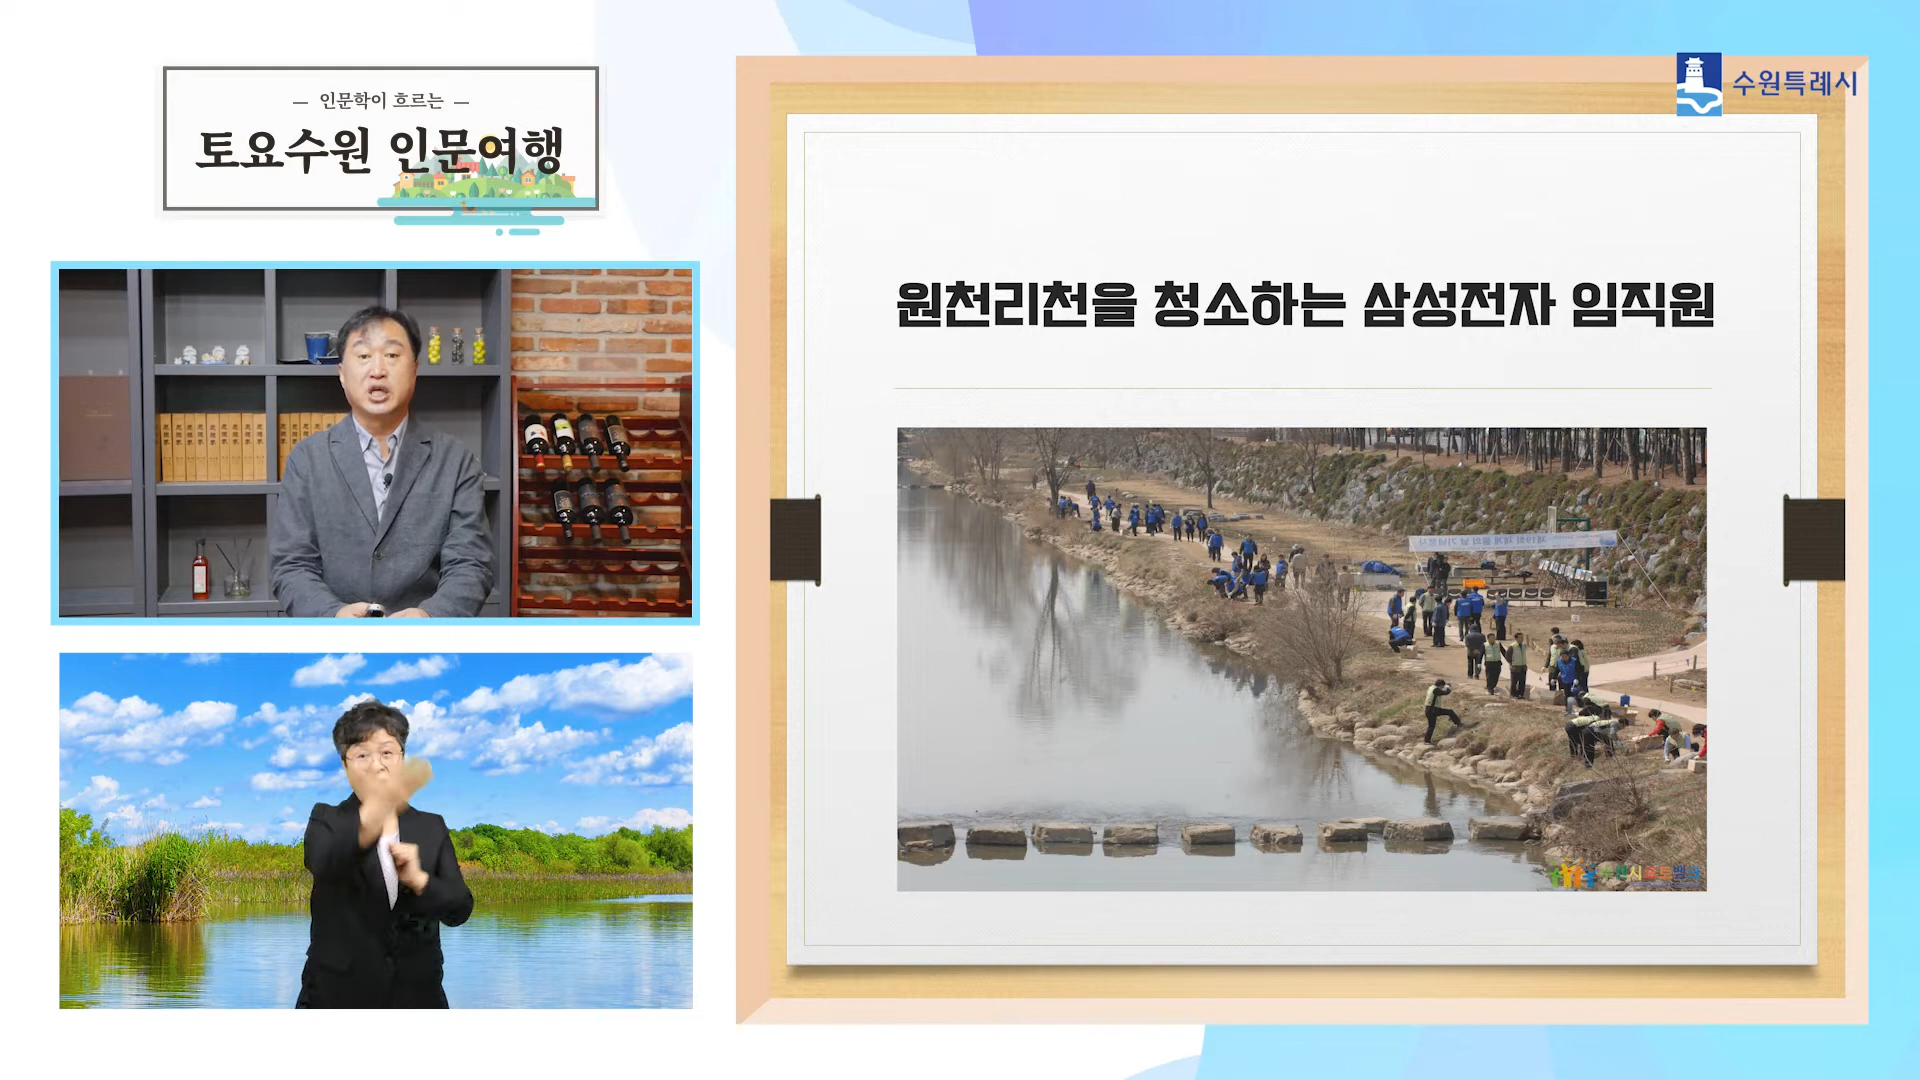 — 인문학이 흐르는 —
토요수원 인문여행
수원특례시
원천리천을 청소하는 삼성전자 임직원